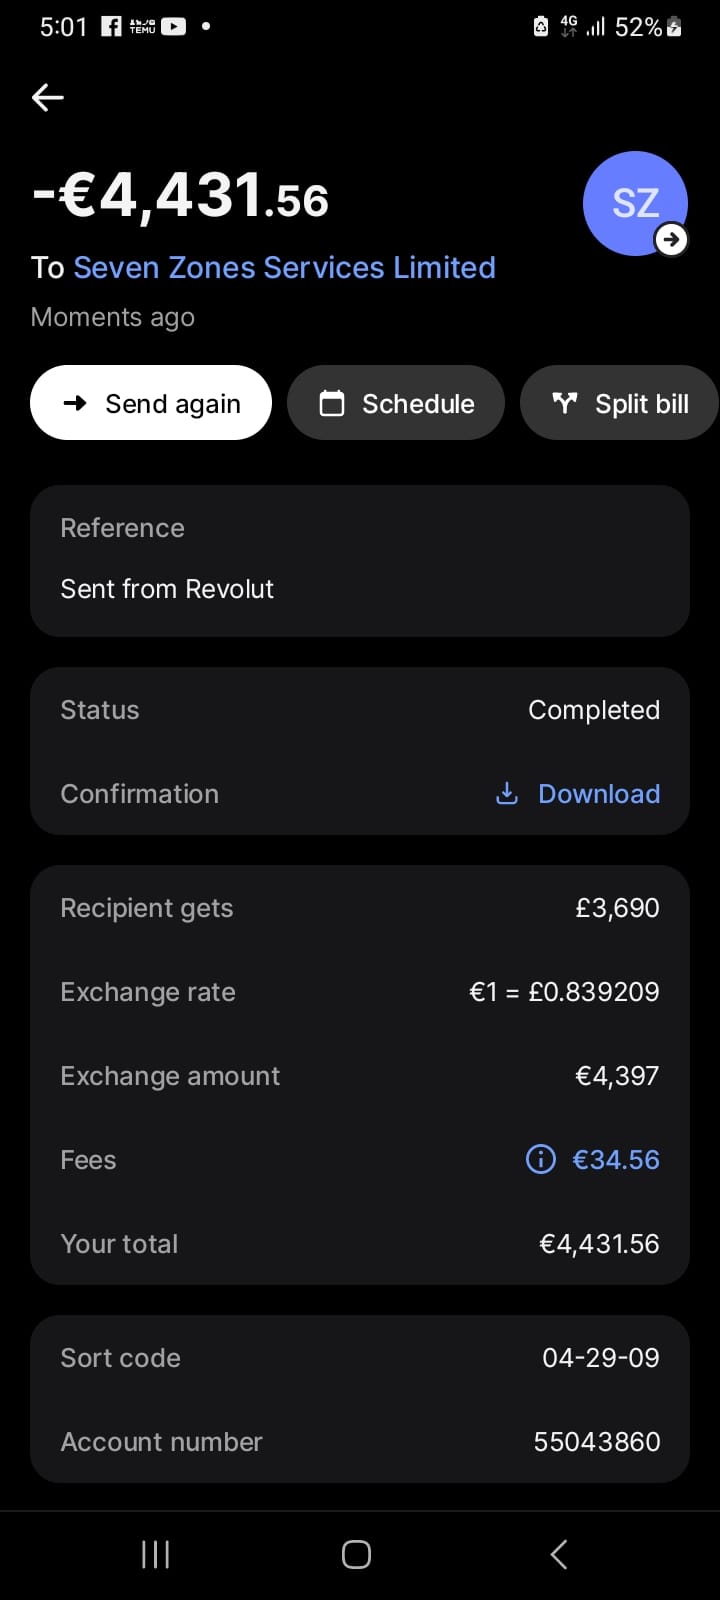 5:01 TEMU 4G 52%
-€4,431.56
SZ
To Seven Zones Services Limited
Moments ago
Send again Schedule Split bill
Reference
Sent from Revolut
Status Completed
Confirmation Download
Recipient gets £3,690
Exchange rate €1 = £0.839209
Exchange amount €4,397
Fees €34.56
Your total €4,431.56
Sort code 04-29-09
Account number 55043860